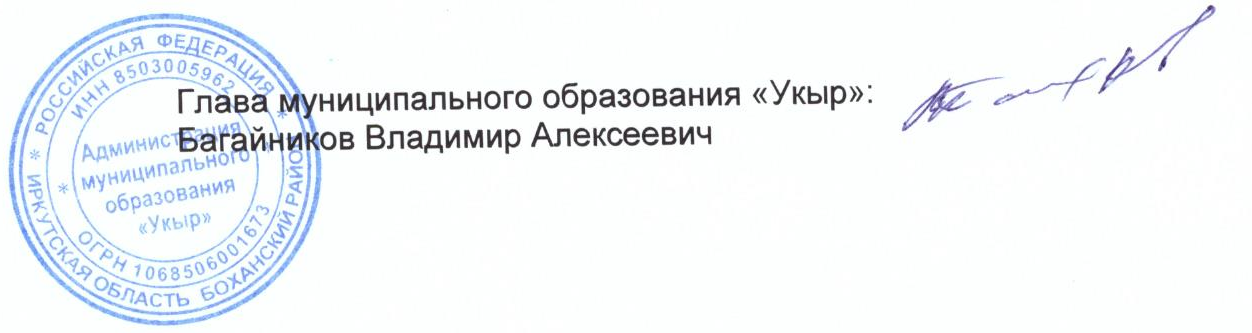 Глава муниципального образования «Укыр»:
Багайников Владимир Алексеевич
* РОССИЙСКАЯ ФЕДЕРАЦИЯ *
ИРКУТСКАЯ ОБЛАСТЬ БОХАНСКИЙ РАЙОН
ИНН 8503005962
* Администрация *
муниципального
образования
«Укыр»
ОГРН 1068506001673